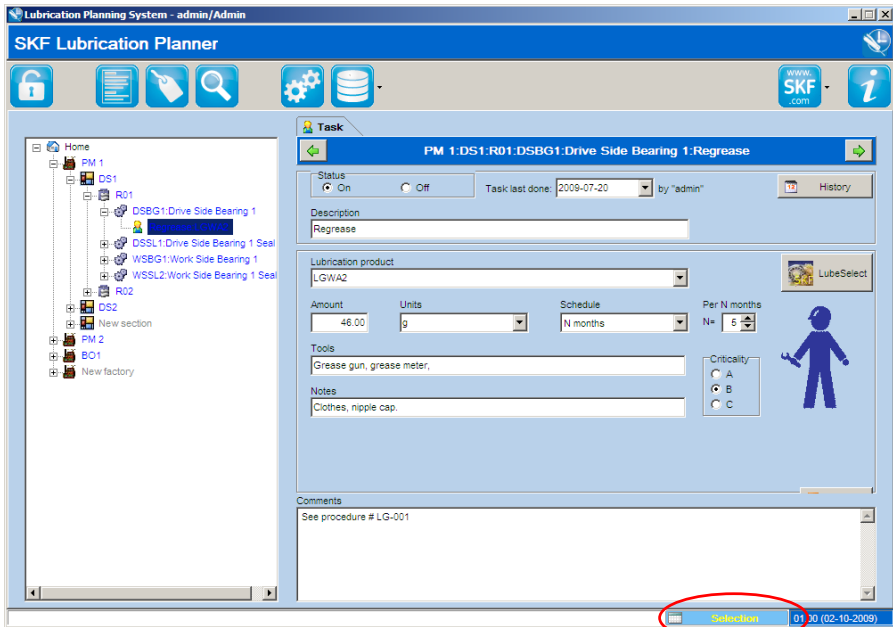 Lubrication Planning System - admin/Admin
SKF Lubrication Planner
www.
SKF
.com
i
Task
Home
PM 1
DS1
R01
DSBG1:Drive Side Bearing 1
DSSL1:Drive Side Bearing 1 Seal
WSBG1:Work Side Bearing 1
WSSL2:Work Side Bearing 1 Seal
R02
DS2
New section
PM 2
BO1
New factory
PM 1:DS1:R01:DSBG1:Drive Side Bearing 1:Regrease
Status
On Off Task last done: 2009-07-20 by "admin" History
Description
Regrease
Lubrication product
LGWA2
LubeSelect
Amount Units Schedule Per N months
46.00 g N months N= 5
Tools
Grease gun, grease meter,
Criticality
A
B
C
Notes
Clothes, nipple cap.
Comments
See procedure # LG-001
Selection
01:00 (02-10-2009)